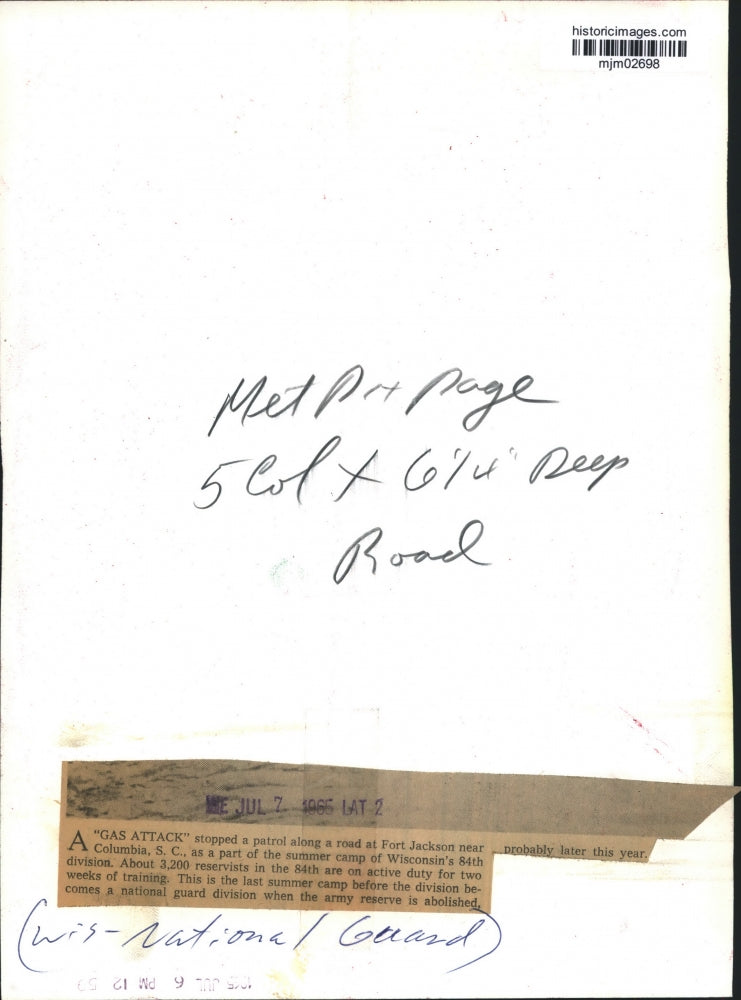 historicimages.com
mjm02698
Met Pix Page
5 Col X 6 1/4" Deep
Road
WE JUL 7 1965 LAT 2
A "GAS ATTACK" stopped a patrol along a road at Fort Jackson near
Columbia, S. C., as a part of the summer camp of Wisconsin's 84th
division. About 3,200 reservists in the 84th are on active duty for two
weeks of training. This is the last summer camp before the division be-
comes a national guard division when the army reserve is abolished,
probably later this year.
(Wis-National Guard)
1965 JUL 6 PM 12